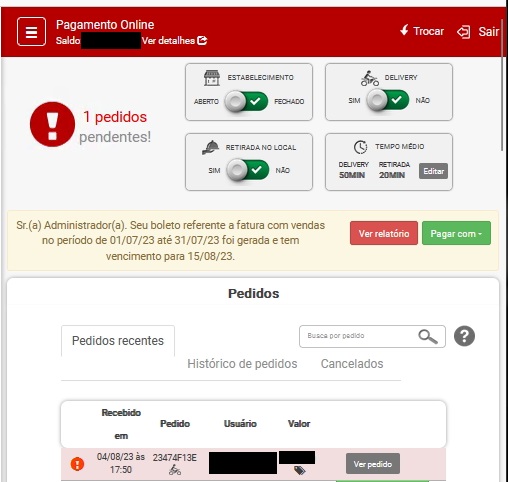 Pagamento Online
Saldo Ver detalhes
Trocar
Sair
1 pedidos
pendentes!
ESTABELECIMENTO
ABERTO FECHADO
DELIVERY
SIM NÃO
RETIRADA NO LOCAL
SIM NÃO
TEMPO MÉDIO
DELIVERY RETIRADA
50MIN 20MIN Editar
Sr.(a) Administrador(a). Seu boleto referente a fatura com vendas
no período de 01/07/23 até 31/07/23 foi gerada e tem
vencimento para 15/08/23.
Ver relatório
Pagar com
Pedidos
Pedidos recentes
Busca por pedido
?
Histórico de pedidos Cancelados
Recebido
em
Pedido Usuário Valor
04/08/23 às
17:50
23474F13E
Ver pedido